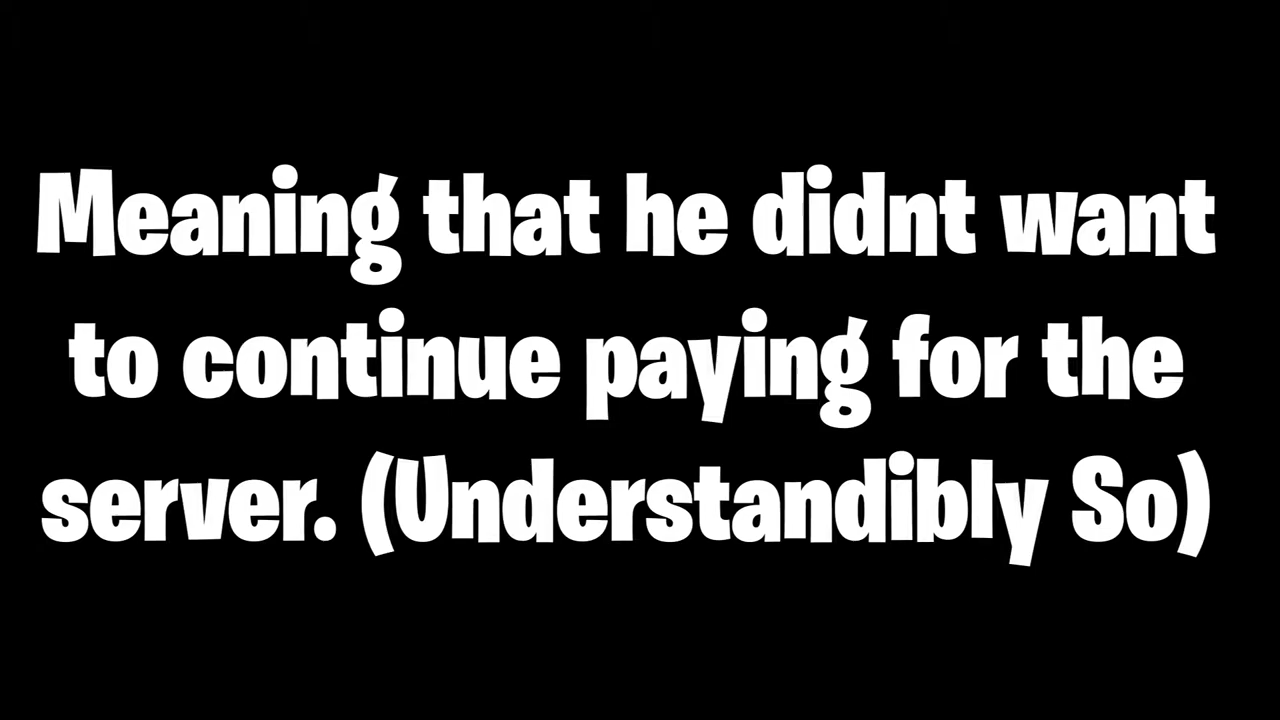 Meaning that he didnt want
to continue paying for the
server. (Understandibly So)